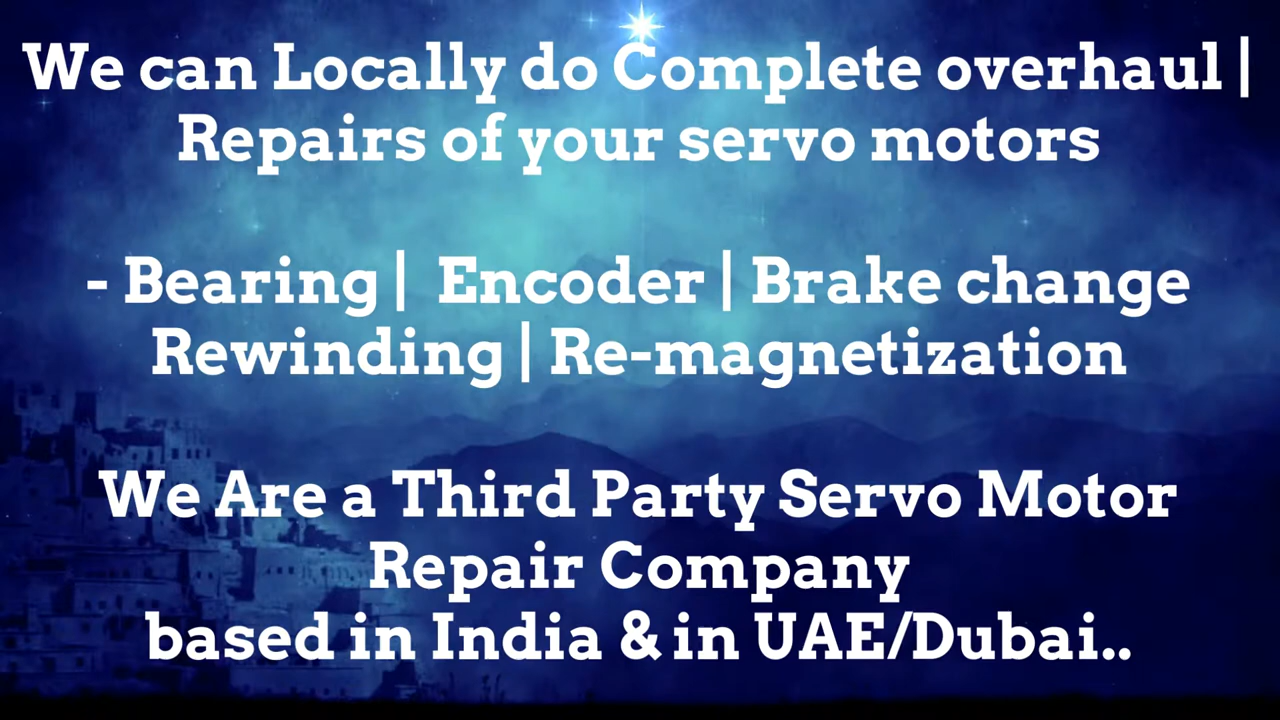 We can Locally do Complete overhaul |
Repairs of your servo motors
- Bearing | Encoder | Brake change
Rewinding | Re-magnetization
We Are a Third Party Servo Motor
Repair Company
based in India & in UAE/Dubai..